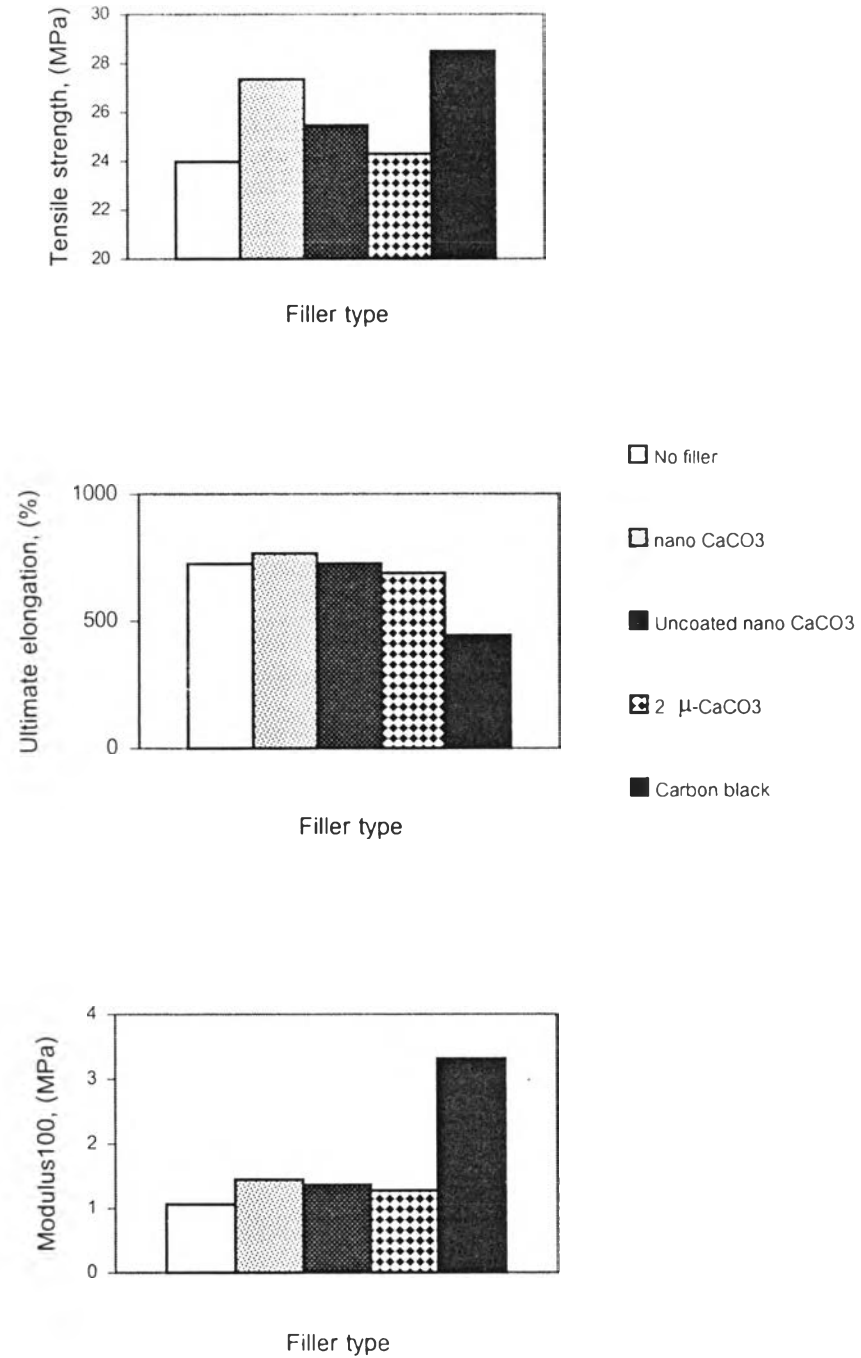 Tensile strength, (MPa)
30
28
26
24
22
20
Filler type
Ultimate elongation, (%)
1000
500
0
Filler type
No filler
nano CaCO3
Uncoated nano CaCO3
2 μ-CaCO3
Carbon black
Modulus100, (MPa)
4
3
2
1
0
Filler type